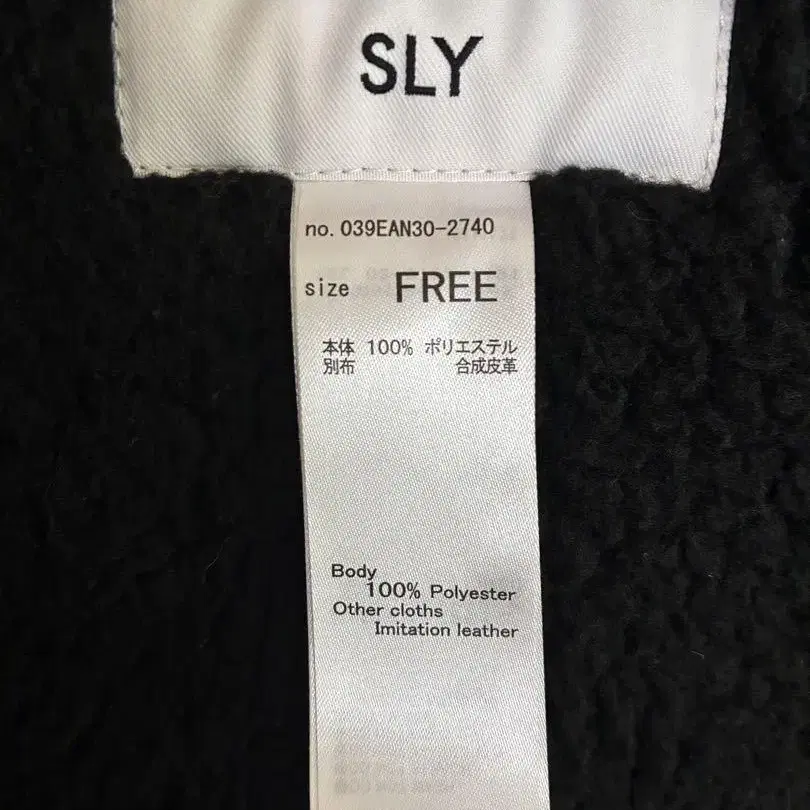 SLY
no. 039EAN30-2740
size FREE
本体 100% ポリエステル
別布 合成皮革
Body
100% Polyester
Other cloths
Imitation leather